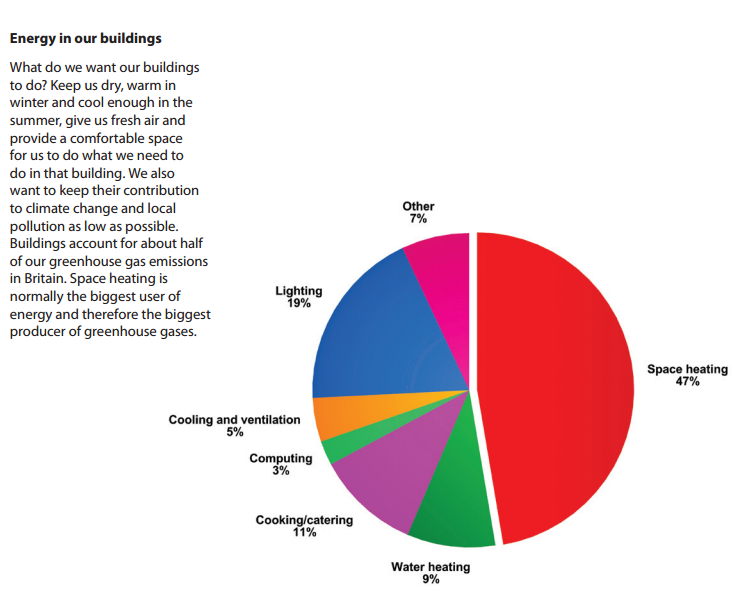 Energy in our buildings
What do we want our buildings
to do? Keep us dry, warm in
winter and cool enough in the
summer, give us fresh air and
provide a comfortable space
for us to do what we need to
do in that building. We also
want to keep their contribution
to climate change and local
pollution as low as possible.
Buildings account for about half
of our greenhouse gas emissions
in Britain. Space heating is
normally the biggest user of
energy and therefore the biggest
producer of greenhouse gases.
Other
7%
Lighting
19%
Space heating
47%
Cooling and ventilation
5%
Computing
3%
Cooking/catering
11%
Water heating
9%